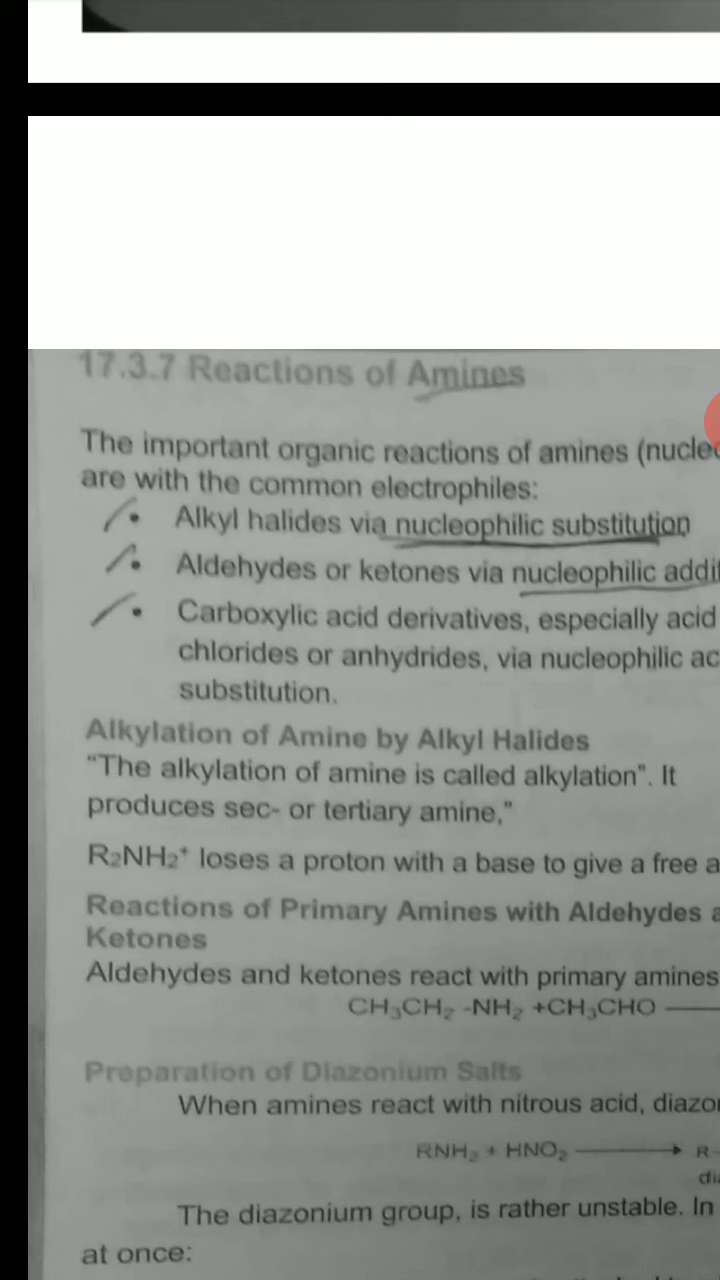 17.3.7 Reactions of Amines
The important organic reactions of amines
are with the common electrophiles:
• Alkyl halides via nucleophilic substitution
• Aldehydes or ketones via nucleophilic
• Carboxylic acid derivatives, especially acid
chlorides or anhydrides, via nucleophilic
substitution.
Alkylation of Amine by Alkyl Halides
"The alkylation of amine is called alkylation". It
produces sec- or tertiary amine,"
R₂NH₂⁺ loses a proton with a base to give a free
Reactions of Primary Amines with Aldehydes
Ketones
Aldehydes and ketones react with primary amines
CH₃CH₂ -NH₂ +CH₃CHO
Preparation of Diazonium Salts
When amines react with nitrous acid,
RNH₂ + HNO₂ → R
The diazonium group, is rather unstable. In
at once: